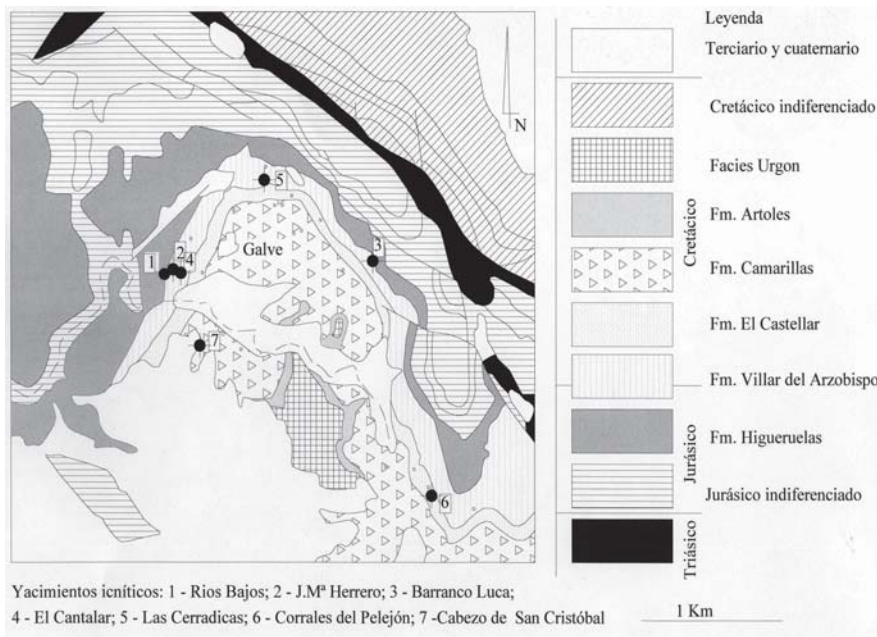 Leyenda
Terciario y cuaternario
Cretácico indiferenciado
Facies Urgon
Fm. Artoles
Fm. Camarillas
Fm. El Castellar
Fm. Villar del Arzobispo
Fm. Higueruelas
Jurásico indiferenciado
Cretácico
Jurásico
Triásico
N
5
Galve
3
2
1
4
7
6
Yacimientos icníticos: 1 - Rios Bajos; 2 - J.Mª Herrero; 3 - Barranco Luca;
4 - El Cantalar; 5 - Las Cerradicas; 6 - Corrales del Pelejón; 7 -Cabezo de San Cristóbal
1 Km